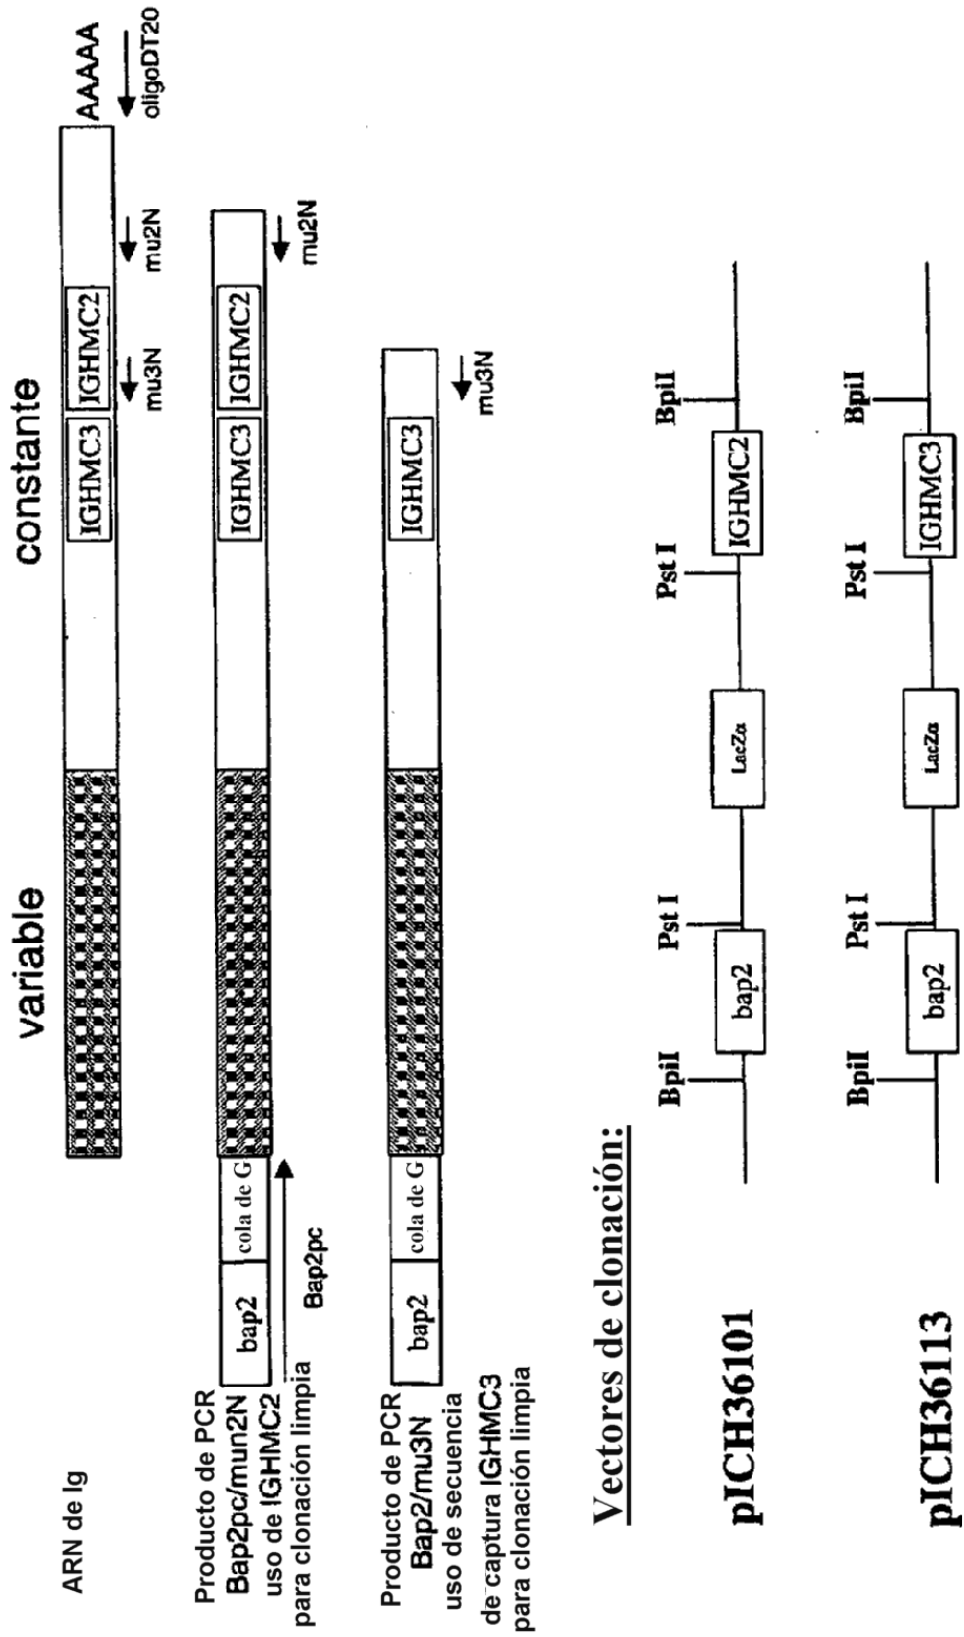 variable
constante
ARN de Ig
IGHMC3
IGHMC2
AAAAA
mu3N
mu2N
oligoDT20
Producto de PCR
Bap2pc/mun2N
uso de IGHMC2
para clonación limpia
bap2
cola de G
IGHMC3
IGHMC2
Bap2pc
mu2N
Producto de PCR
Bap2/mu3N
uso de secuencia
de captura IGHMC3
para clonación limpia
bap2
cola de G
IGHMC3
mu3N
Vectores de clonación:
pICH36101
BpiI
bap2
Pst I
LacZα
Pst I
IGHMC2
BpiI
pICH36113
BpiI
bap2
Pst I
LacZα
Pst I
IGHMC3
BpiI